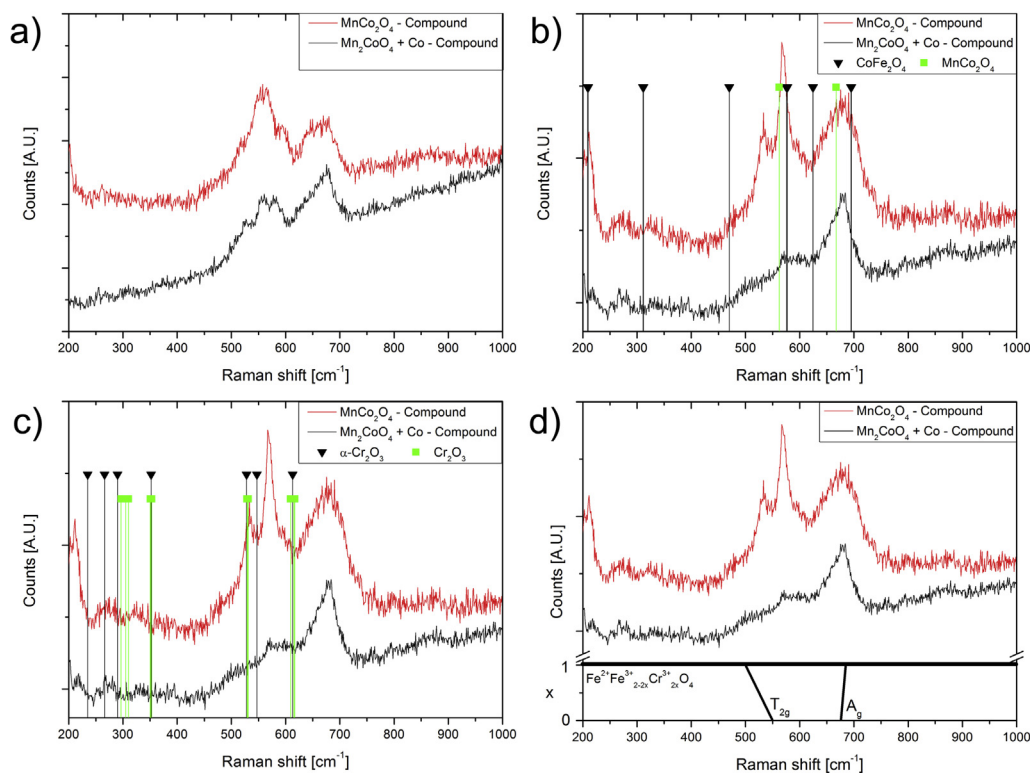 a)
MnCo₂O₄ - Compound
Mn₂CoO₄ + Co - Compound
Counts [A.U.]
200 300 400 500 600 700 800 900 1000
Raman shift [cm⁻¹]
b)
MnCo₂O₄ - Compound
Mn₂CoO₄ + Co - Compound
CoFe₂O₄ MnCo₂O₄
Counts [A.U.]
200 300 400 500 600 700 800 900 1000
Raman shift [cm⁻¹]
c)
MnCo₂O₄ - Compound
Mn₂CoO₄ + Co - Compound
α-Cr₂O₃ Cr₂O₃
Counts [A.U.]
200 300 400 500 600 700 800 900 1000
Raman shift [cm⁻¹]
d)
MnCo₂O₄ - Compound
Mn₂CoO₄ + Co - Compound
Counts [A.U.]
1
Fe²⁺Fe³⁺₂₋₂ₓCr³⁺₂ₓO₄
x
T₂g
Ag
0
200 300 400 500 600 700 800 900 1000
Raman shift [cm⁻¹]